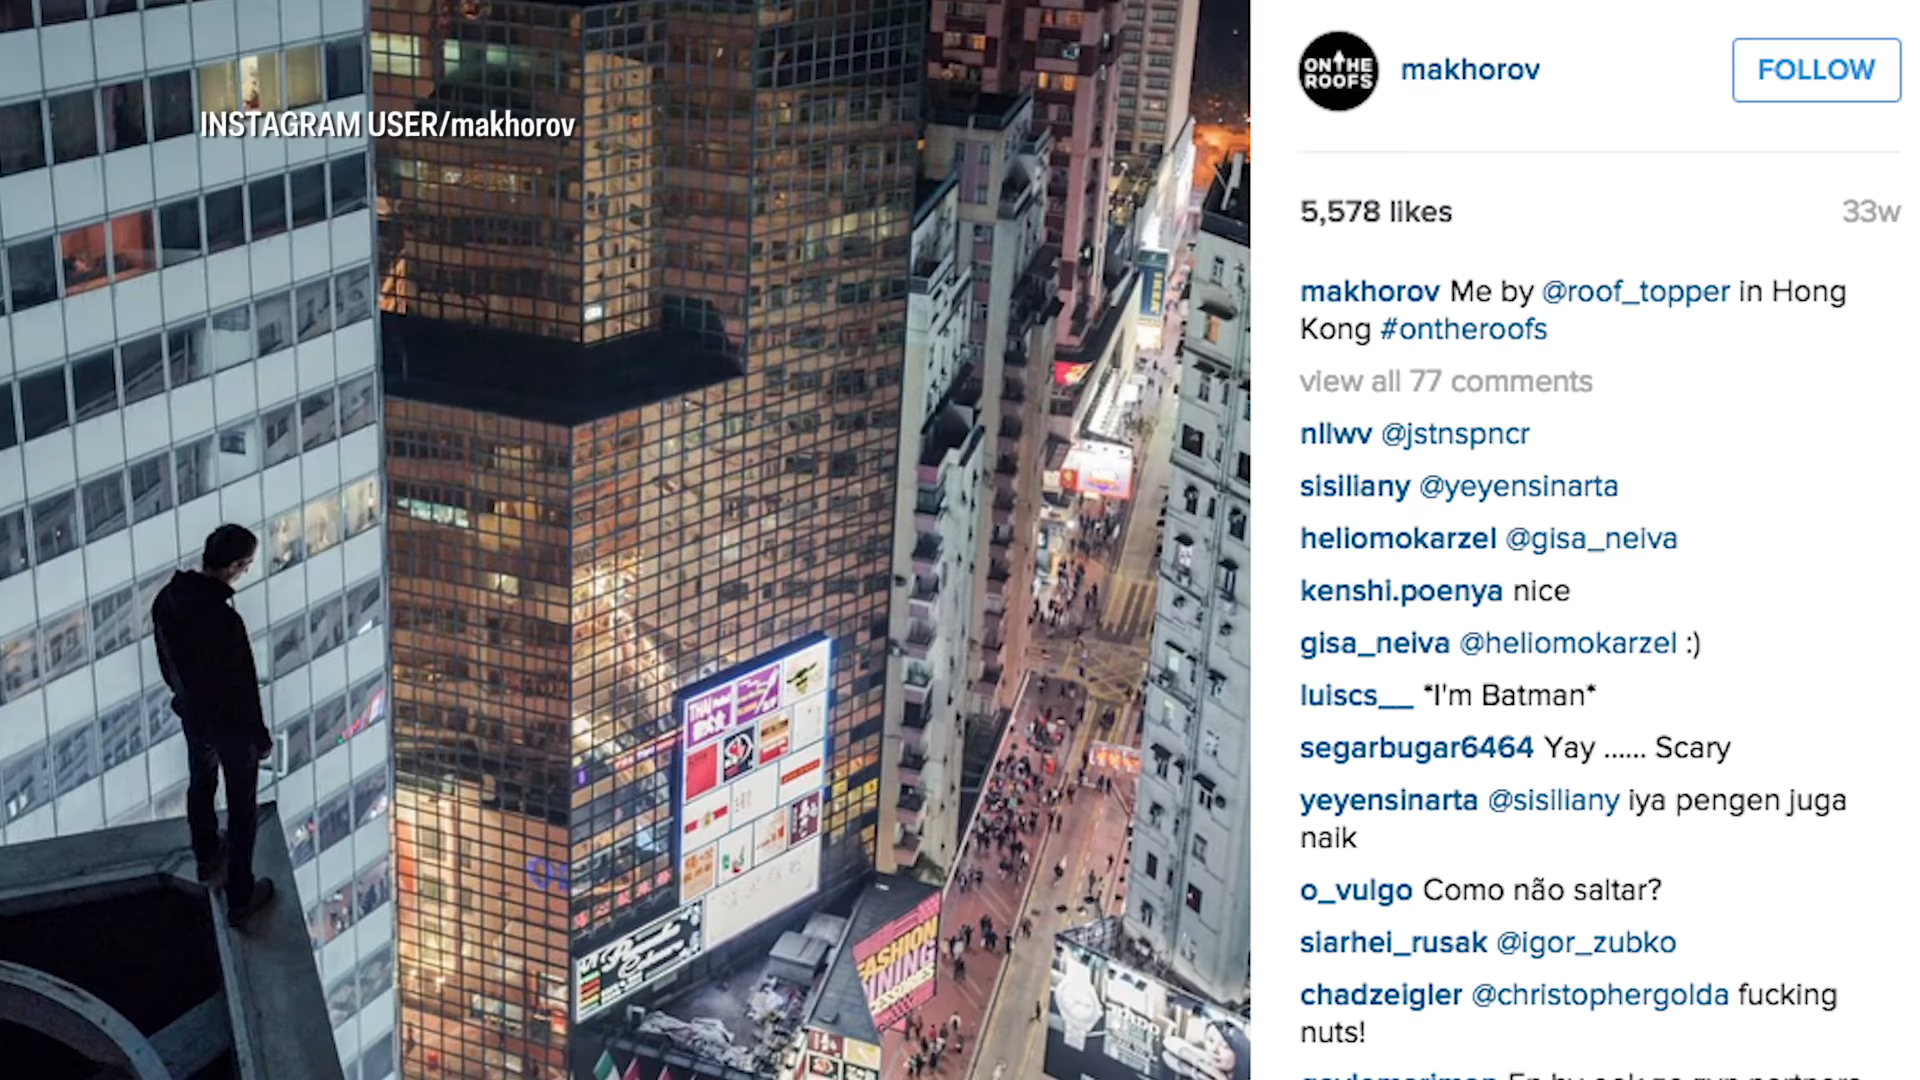 INSTAGRAM USER/makhorov
IKEA
THAI
FASHION
ON THE
ROOFS
makhorov
FOLLOW
5,578 likes
33w
makhorov Me by @roof_topper in Hong
Kong #ontheroofs
view all 77 comments
nllwv @jstnspncr
sisiliany @yeyensinarta
heliomokarzel @gisa_neiva
kenshi.poenya nice
gisa_neiva @heliomokarzel :)
luiscs__ *I'm Batman*
segarbugar6464 Yay ...... Scary
yeyensinarta @sisiliany iya pengen juga
naik
o_vulgo Como não saltar?
siarhei_rusak @igor_zubko
chadzeigler @christophergolda fucking
nuts!